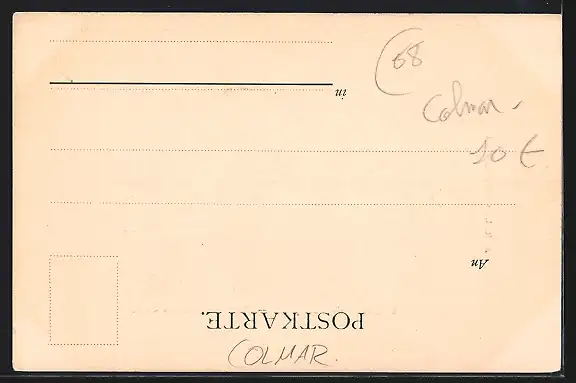 (68
Colmar.
10 €
in
An
POSTKARTE.
COLMAR.